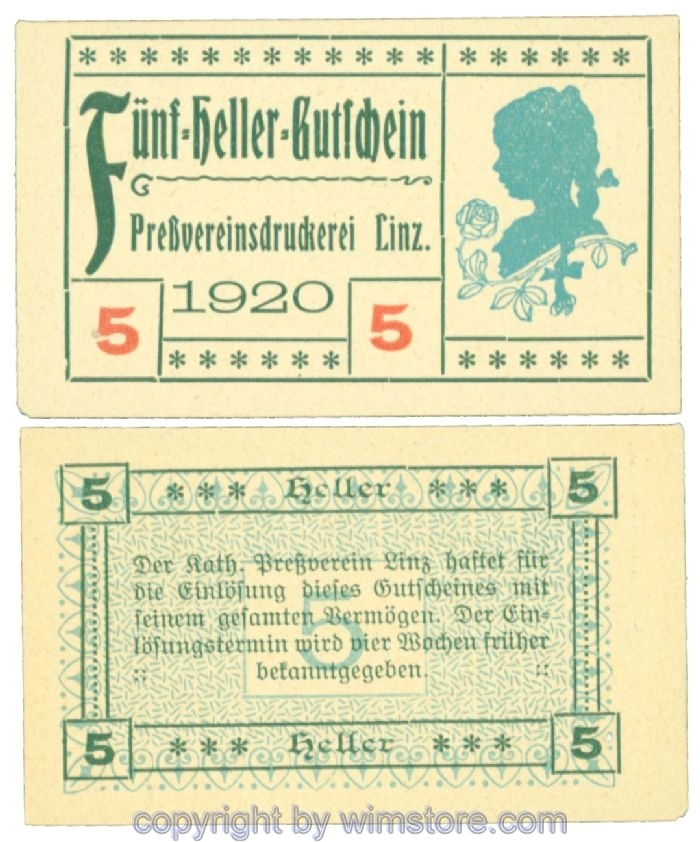 * * * * * * * * * * * * * * * * * *
Fünf=Heller=Gutschein
Preßvereinsdruckerei Linz.
1920
5 5
* * * * * * * * * * * *
5 * * * Heller * * * 5
Der Kath. Preßverein Linz haftet für
die Einlösung dieses Gutscheines mit
seinem gesamten Vermögen. Der Ein-
lösungstermin wird vier Wochen früher
:: bekanntgegeben. ::
5
5 * * * Heller * * * 5
copyright by wimstore.com